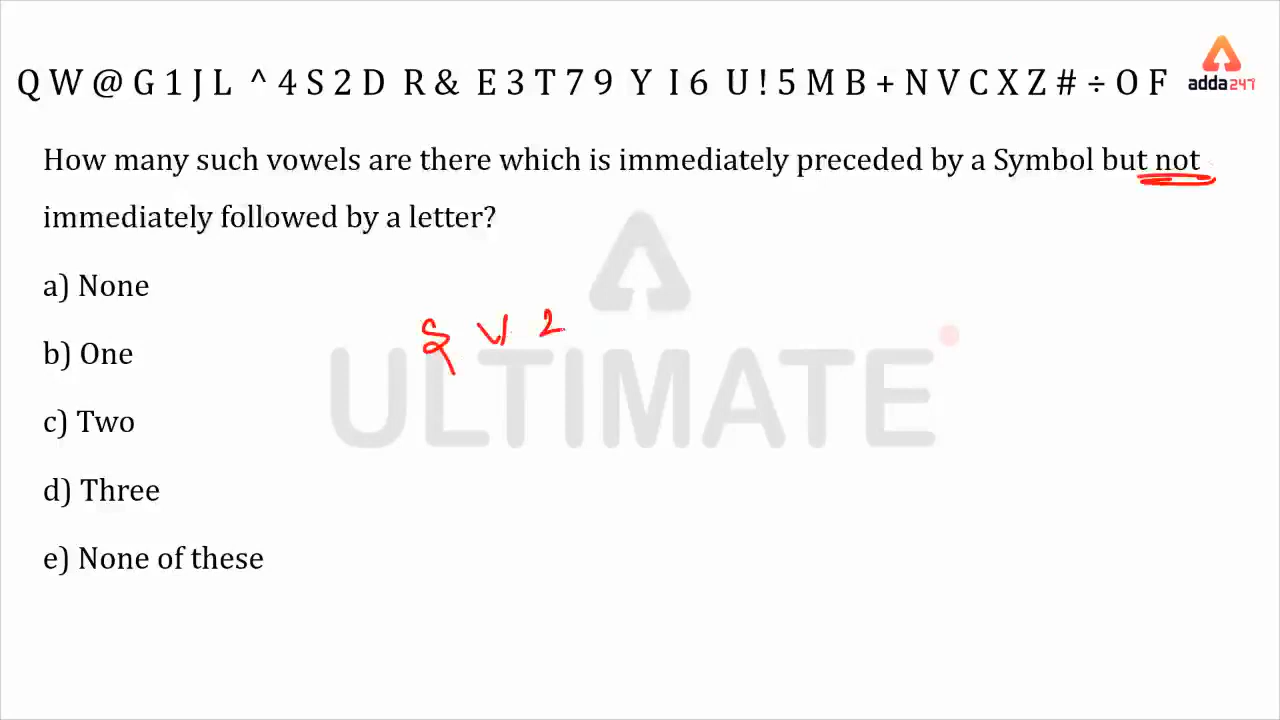 adda247
Q W @ G 1 J L ^ 4 S 2 D R & E 3 T 7 9 Y I 6 U ! 5 M B + N V C X Z # ÷ O F
How many such vowels are there which is immediately preceded by a Symbol but not
immediately followed by a letter?
a) None
b) One
c) Two
d) Three
e) None of these
ULTIMATE
V 2